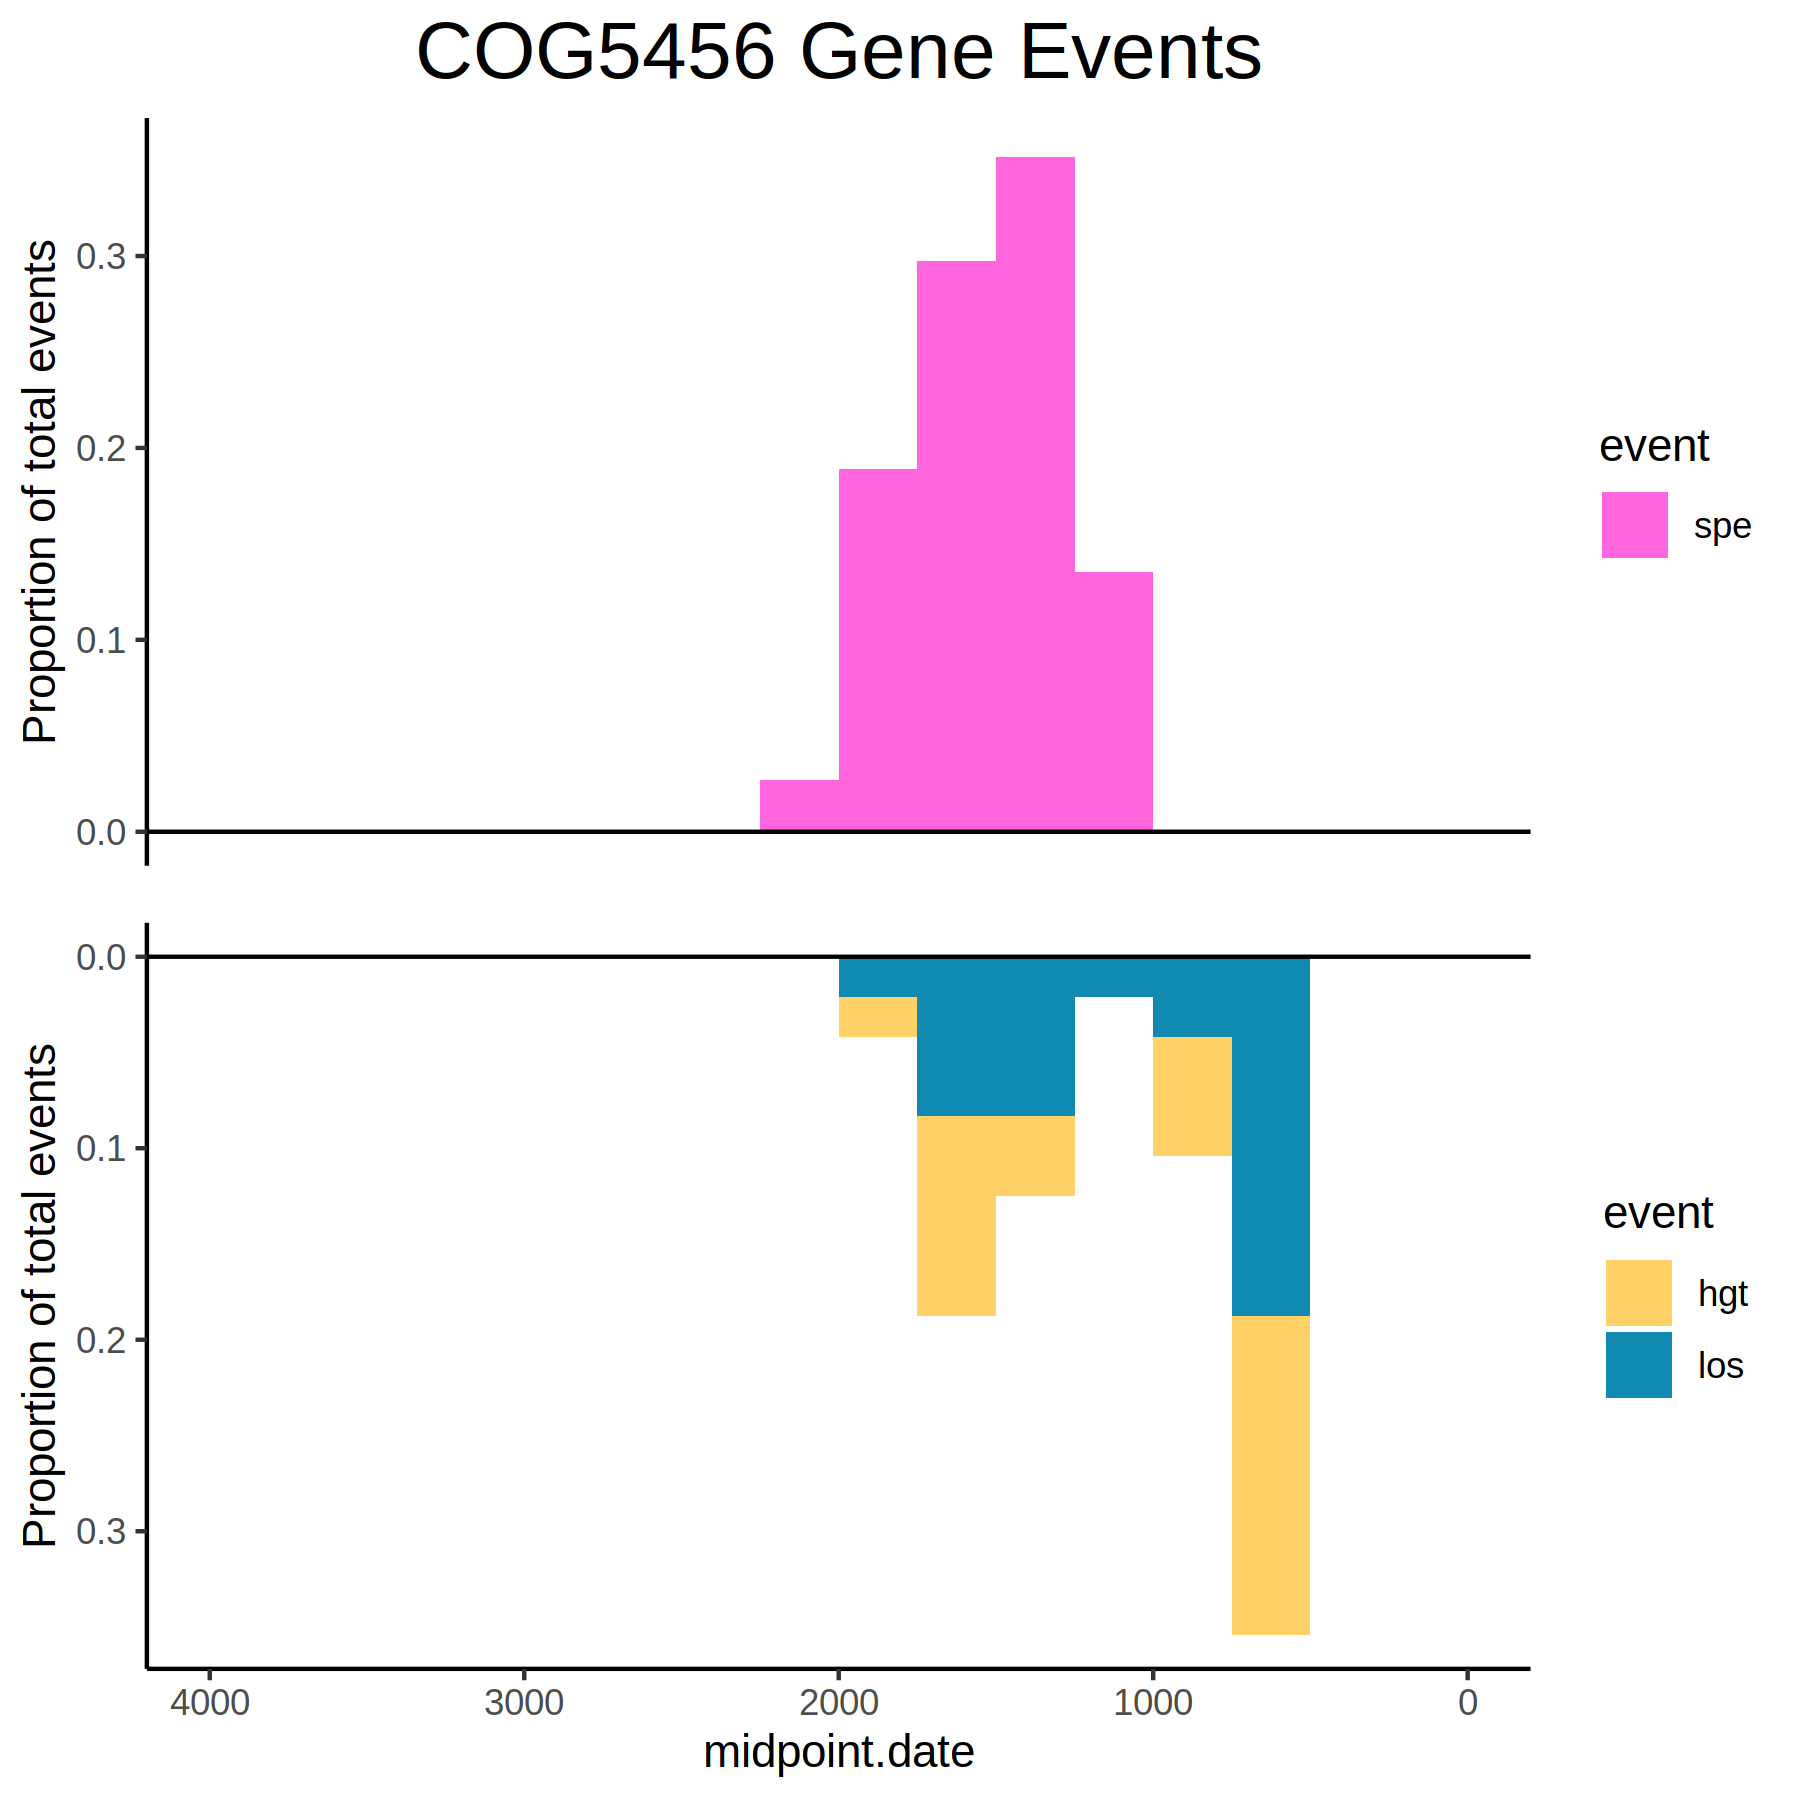 COG5456 Gene Events
Proportion of total events
0.3
0.2
0.1
0.0
event
spe
Proportion of total events
0.0
0.1
0.2
0.3
event
hgt
los
4000 3000 2000 1000 0
midpoint.date